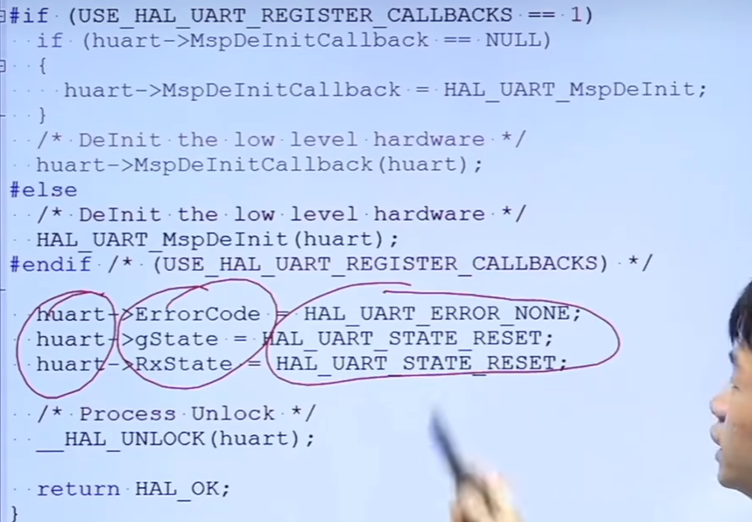 #if (USE_HAL_UART_REGISTER_CALLBACKS == 1)
if (huart->MspDeInitCallback == NULL)
{
huart->MspDeInitCallback = HAL_UART_MspDeInit;
}
/* DeInit the low level hardware */
huart->MspDeInitCallback(huart);
#else
/* DeInit the low level hardware */
HAL_UART_MspDeInit(huart);
#endif /* (USE_HAL_UART_REGISTER_CALLBACKS) */
huart->ErrorCode = HAL_UART_ERROR_NONE;
huart->gState = HAL_UART_STATE_RESET;
huart->RxState = HAL_UART_STATE_RESET;
/* Process Unlock */
__HAL_UNLOCK(huart);
return HAL_OK;
}